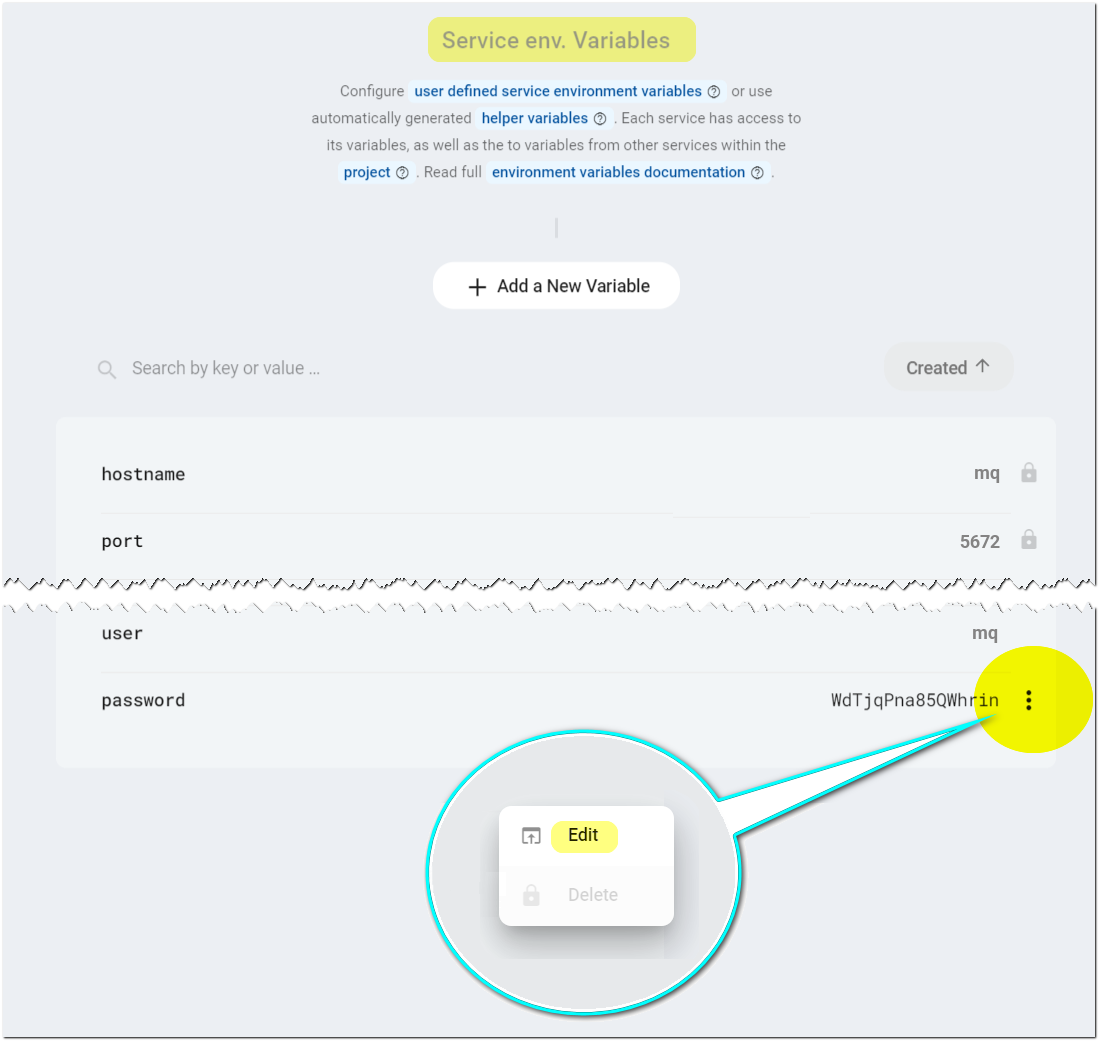 Service env. Variables
Configure user defined service environment variables or use
automatically generated helper variables . Each service has access to
its variables, as well as the to variables from other services within the
project . Read full environment variables documentation .
Add a New Variable
Search by key or value ...
Created
hostname mq
port 5672
user mq
password WdTjqPna85QWhrin
Edit
Delete